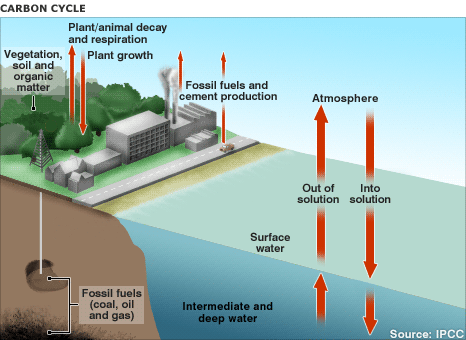 CARBON CYCLE
Plant/animal decay
and respiration
Plant growth
Vegetation,
soil and
organic
matter
Fossil fuels and
cement production
Atmosphere
Out of
solution
Into
solution
Surface
water
Fossil fuels
(coal, oil
and gas)
Intermediate and
deep water
Source: IPCC